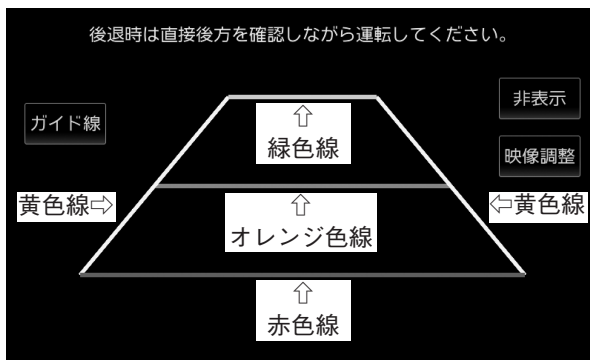 後退時は直接後方を確認しながら運転してください。
ガイド線
非表示
⇧
緑色線
映像調整
黄色線⇨
⇦黄色線
⇧
オレンジ色線
⇧
赤色線